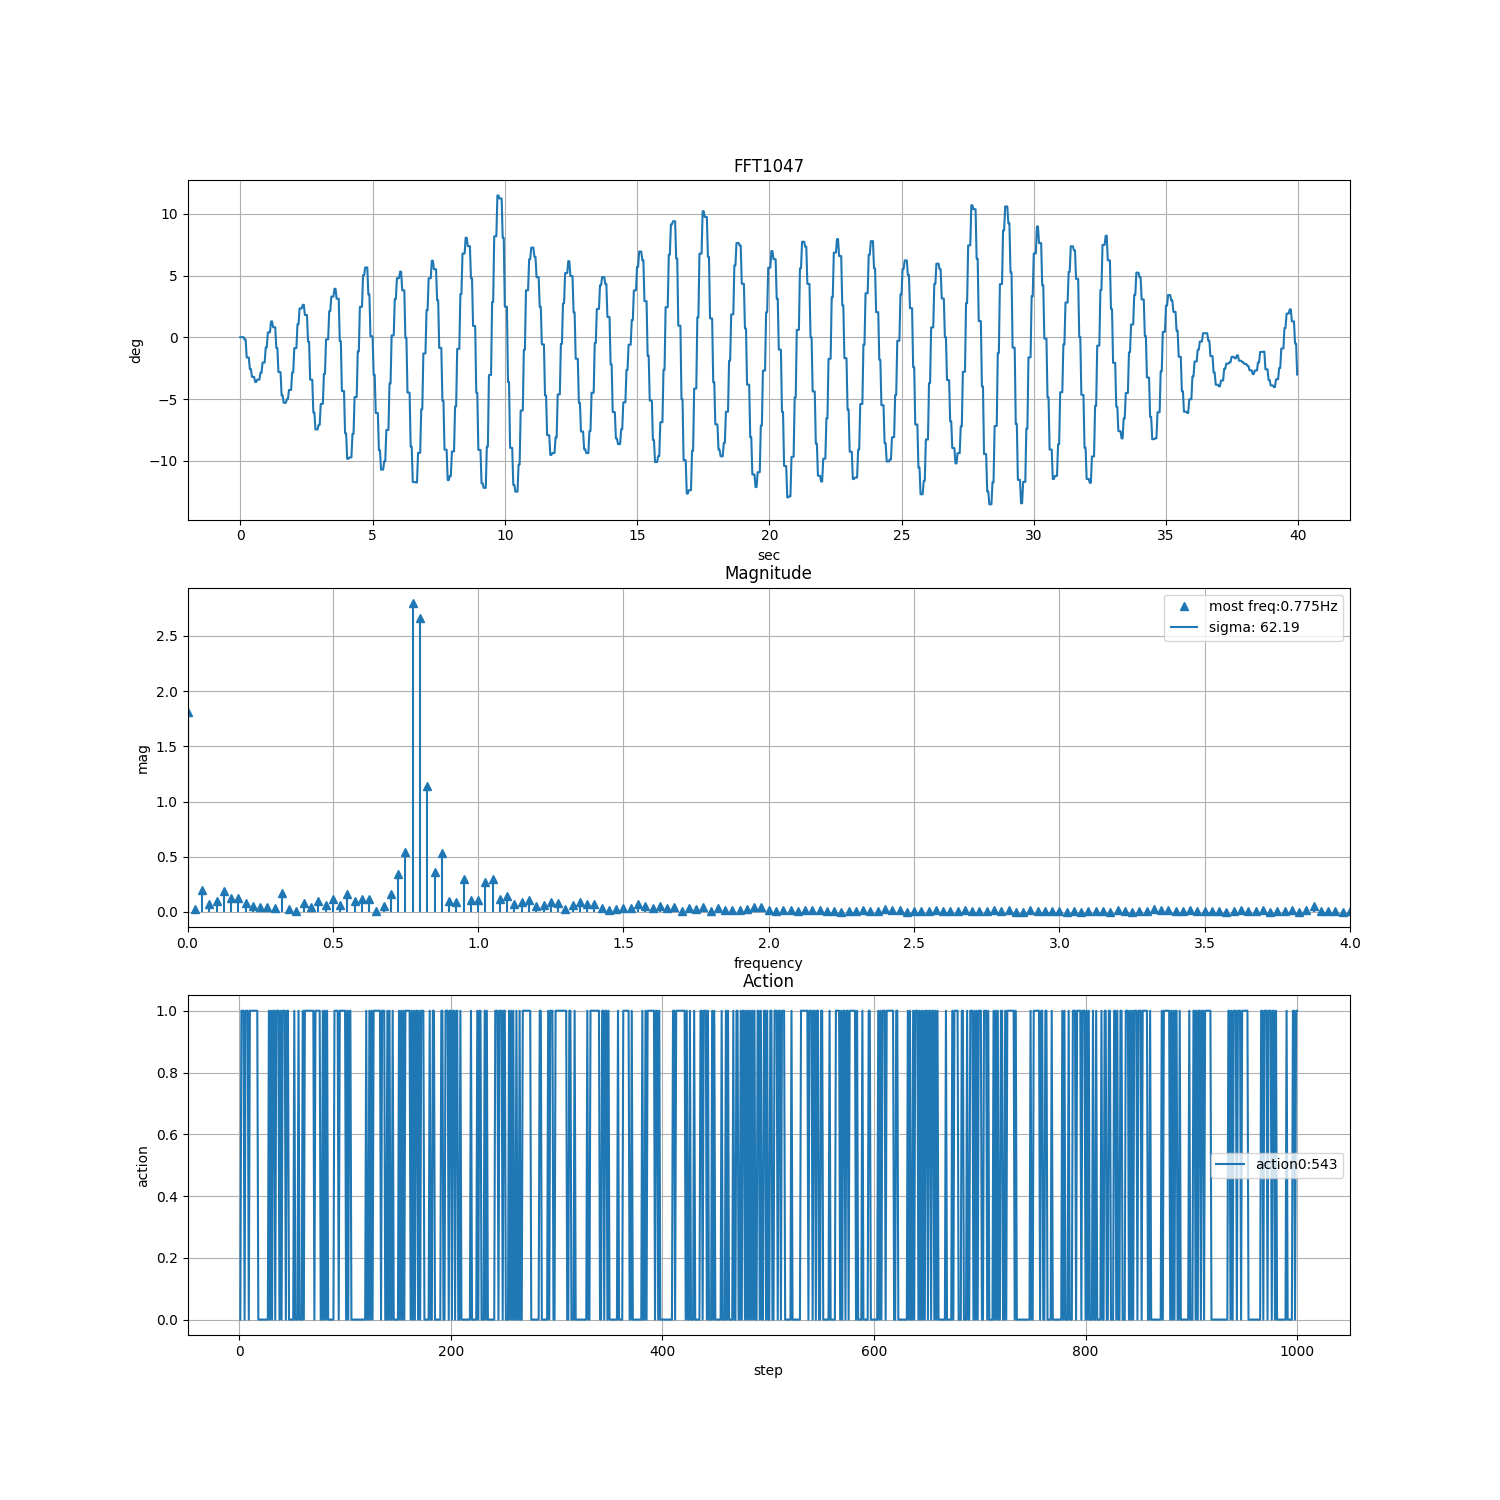 FFT1047
10
5
0
−5
−10
deg
0 5 10 15 20 25 30 35 40
sec
Magnitude
most freq:0.775Hz
sigma: 62.19
2.5
2.0
1.5
1.0
0.5
0.0
mag
0.0 0.5 1.0 1.5 2.0 2.5 3.0 3.5 4.0
frequency
Action
1.0
0.8
0.6
0.4
0.2
0.0
action
action0:543
0 200 400 600 800 1000
step